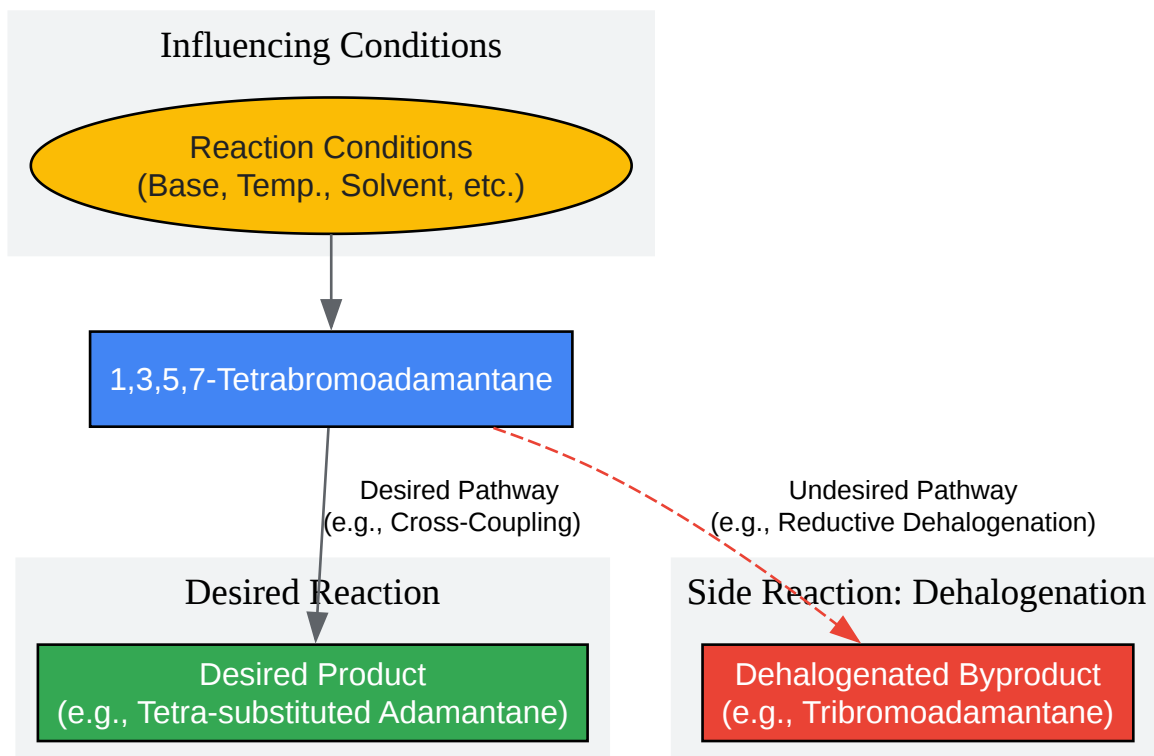 Influencing Conditions
Reaction Conditions
(Base, Temp., Solvent, etc.)
1,3,5,7-Tetrabromoadamantane
Desired Pathway
(e.g., Cross-Coupling)
Undesired Pathway
(e.g., Reductive Dehalogenation)
Desired Reaction
Desired Product
(e.g., Tetra-substituted Adamantane)
Side Reaction: Dehalogenation
Dehalogenated Byproduct
(e.g., Tribromoadamantane)